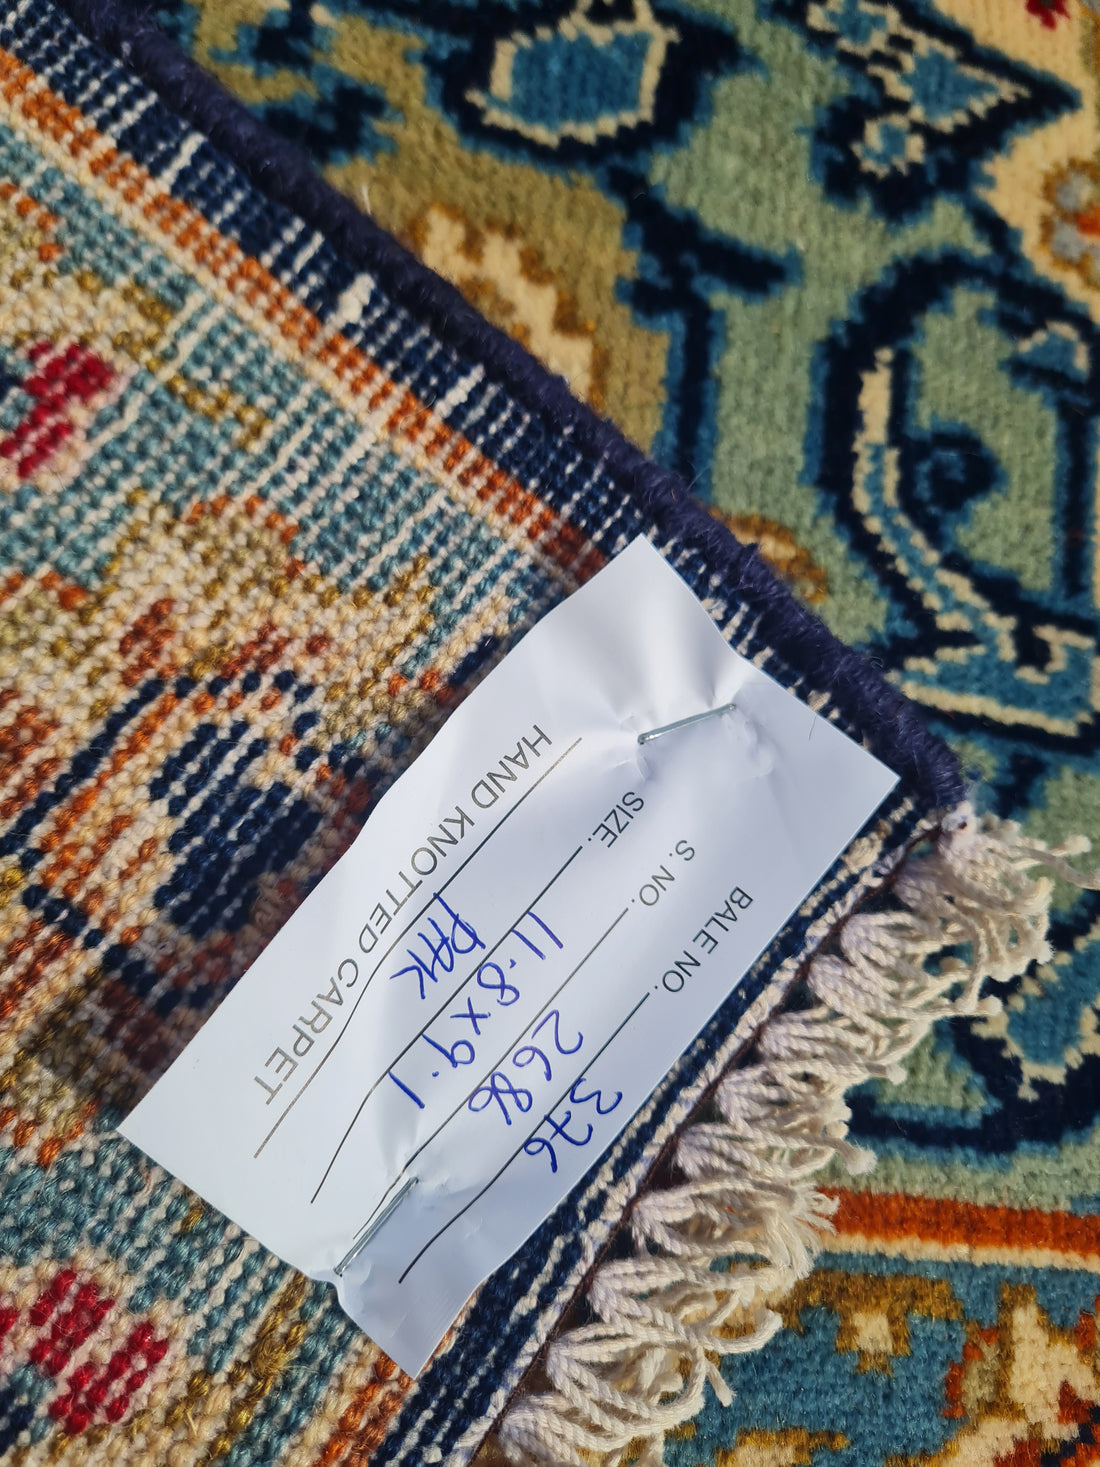 BALE NO. 376
S. NO. 2686
SIZE. 11.8x9.1
PAK
HAND KNOTTED CARPET